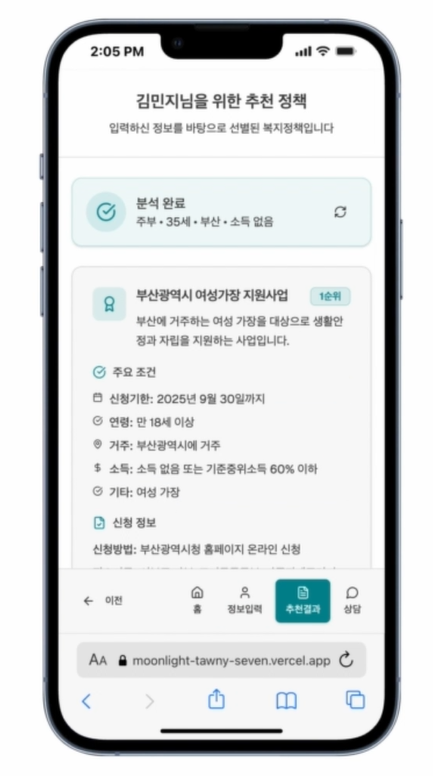 2:05 PM
김민지님을 위한 추천 정책
입력하신 정보를 바탕으로 선별된 복지정책입니다
분석 완료
주부 • 35세 • 부산 • 소득 없음
부산광역시 여성가장 지원사업
1순위
부산에 거주하는 여성 가장을 대상으로 생활안
정과 자립을 지원하는 사업입니다.
주요 조건
신청기한: 2025년 9월 30일까지
연령: 만 18세 이상
거주: 부산광역시에 거주
$ 소득: 소득 없음 또는 기준중위소득 60% 이하
기타: 여성 가장
신청 정보
신청방법: 부산광역시청 홈페이지 온라인 신청
← 이전
홈
정보입력
추천결과
상담
AA moonlight-tawny-seven.vercel.app